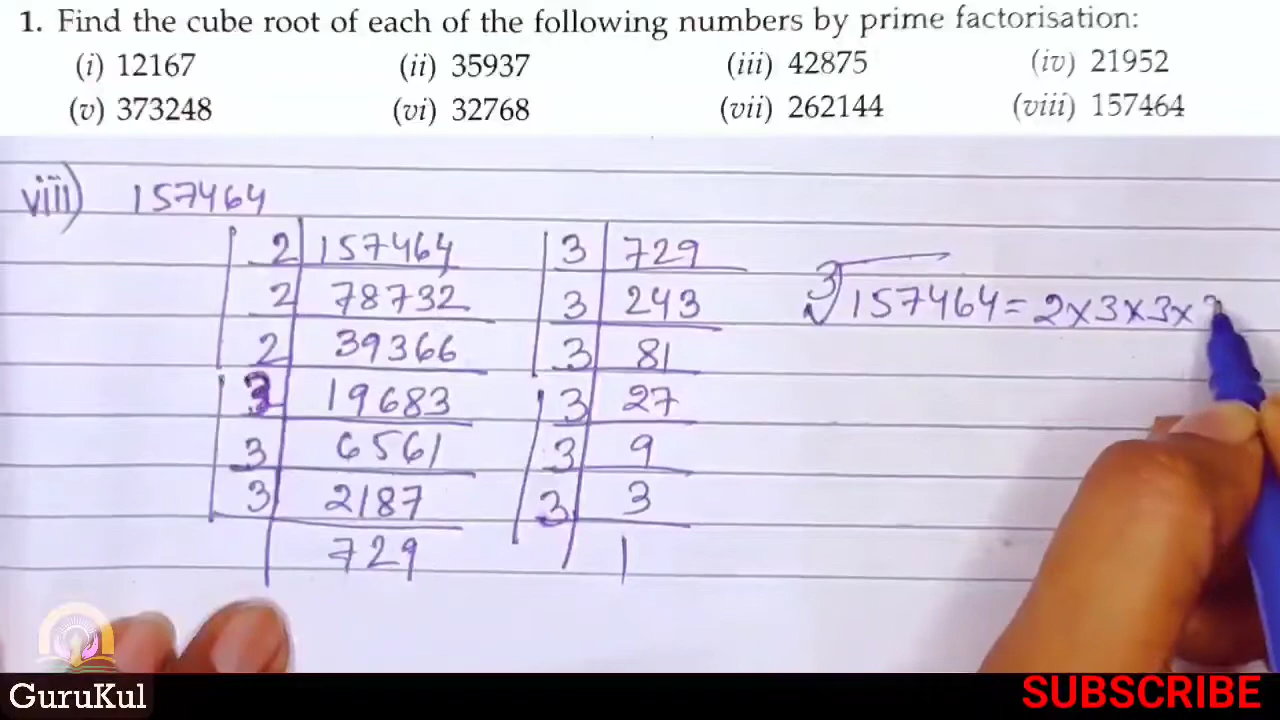 1. Find the cube root of each of the following numbers by prime factorisation:
(i) 12167 (ii) 35937 (iii) 42875 (iv) 21952
(v) 373248 (vi) 32768 (vii) 262144 (viii) 157464
viii) 157464
2 157464
2 78732
2 39366
3 19683
3 6561
3 2187
729
3 729
3 243
3 81
3 27
3 9
3 3
1
∛157464 = 2×3×3×
GuruKul
SUBSCRIBE